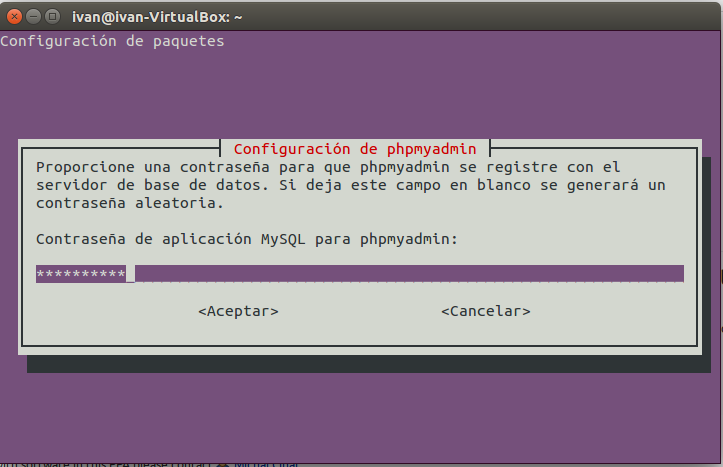 ivan@ivan-VirtualBox: ~
Configuración de paquetes
Configuración de phpmyadmin
Proporcione una contraseña para que phpmyadmin se registre con el
servidor de base de datos. Si deja este campo en blanco se generará un
contraseña aleatoria.
Contraseña de aplicación MySQL para phpmyadmin:
**********
<Aceptar> <Cancelar>